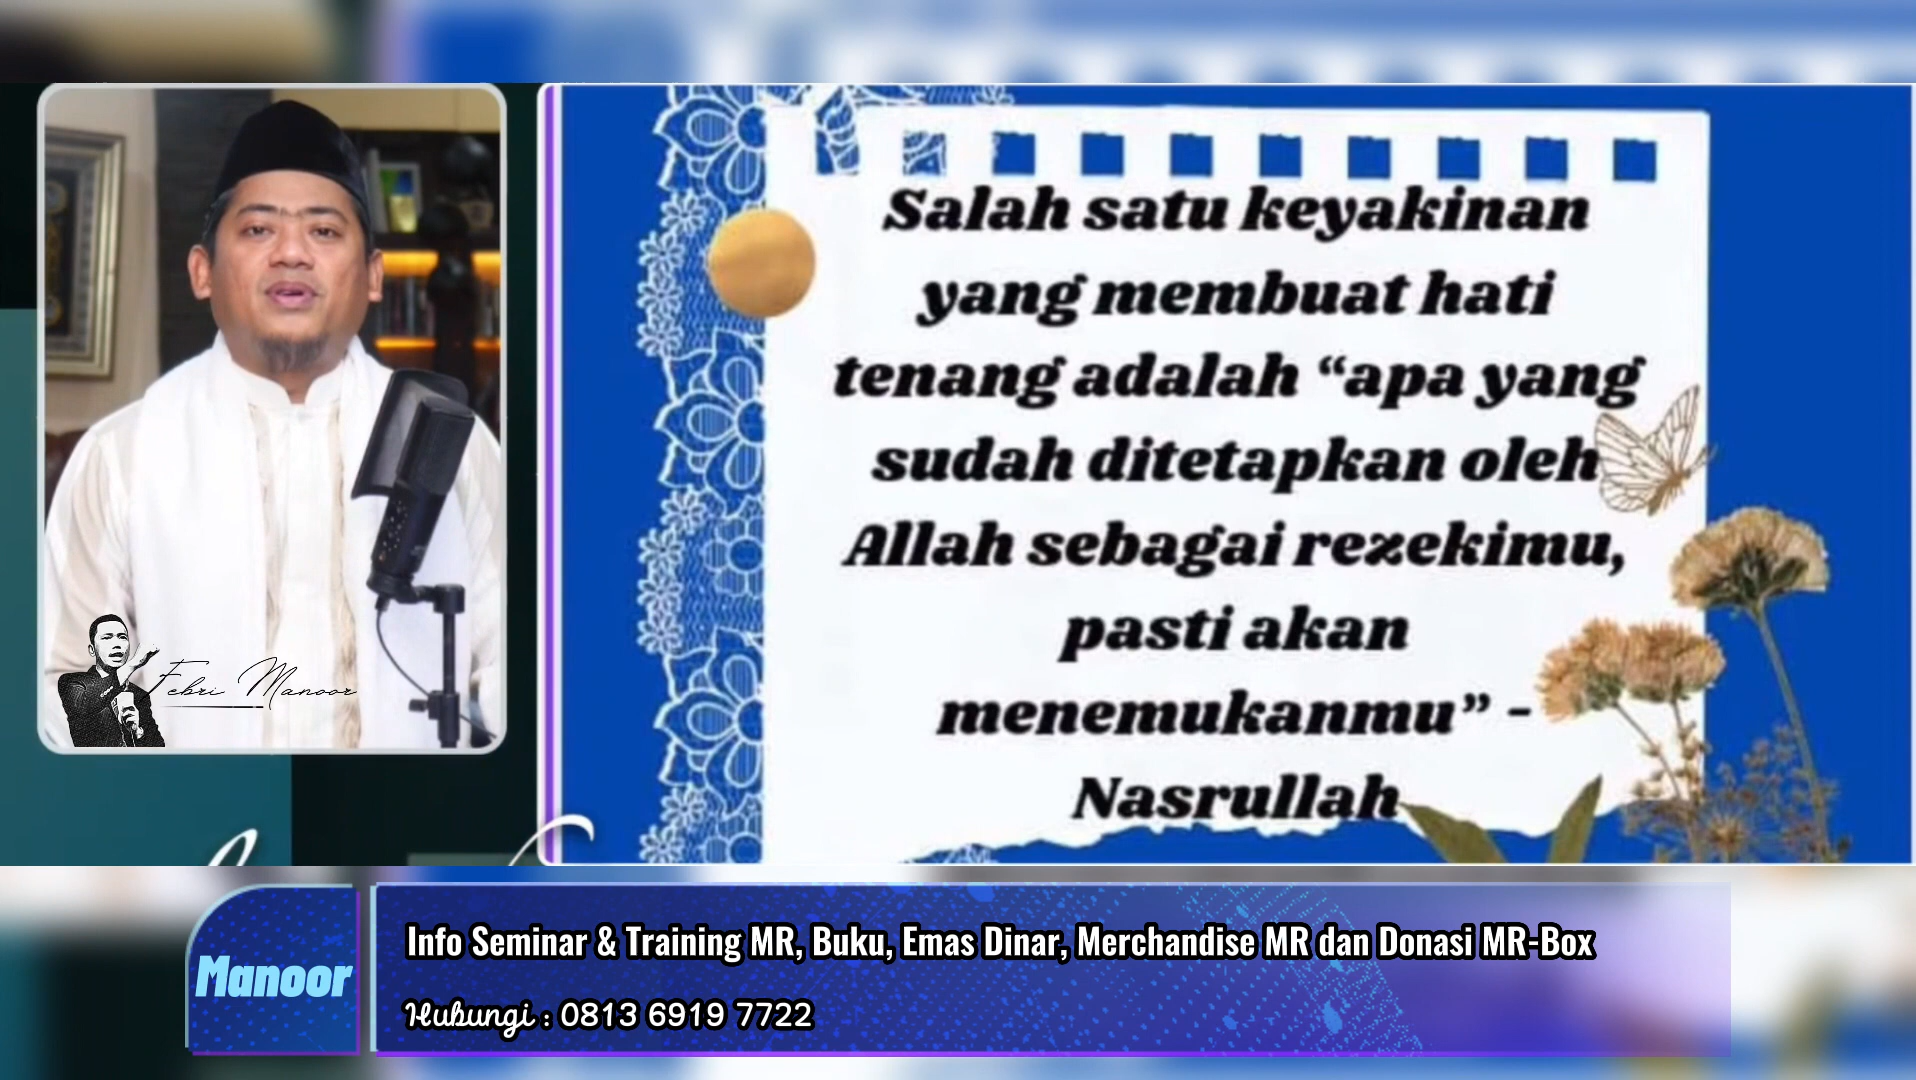 Salah satu keyakinan
yang membuat hati
tenang adalah “apa yang
sudah ditetapkan oleh
Allah sebagai rezekimu,
pasti akan
menemukanmu” -
Nasrullah
Febri Manoor
Manoor
Info Seminar & Training MR, Buku, Emas Dinar, Merchandise MR dan Donasi MR-Box
Hubungi : 0813 6919 7722